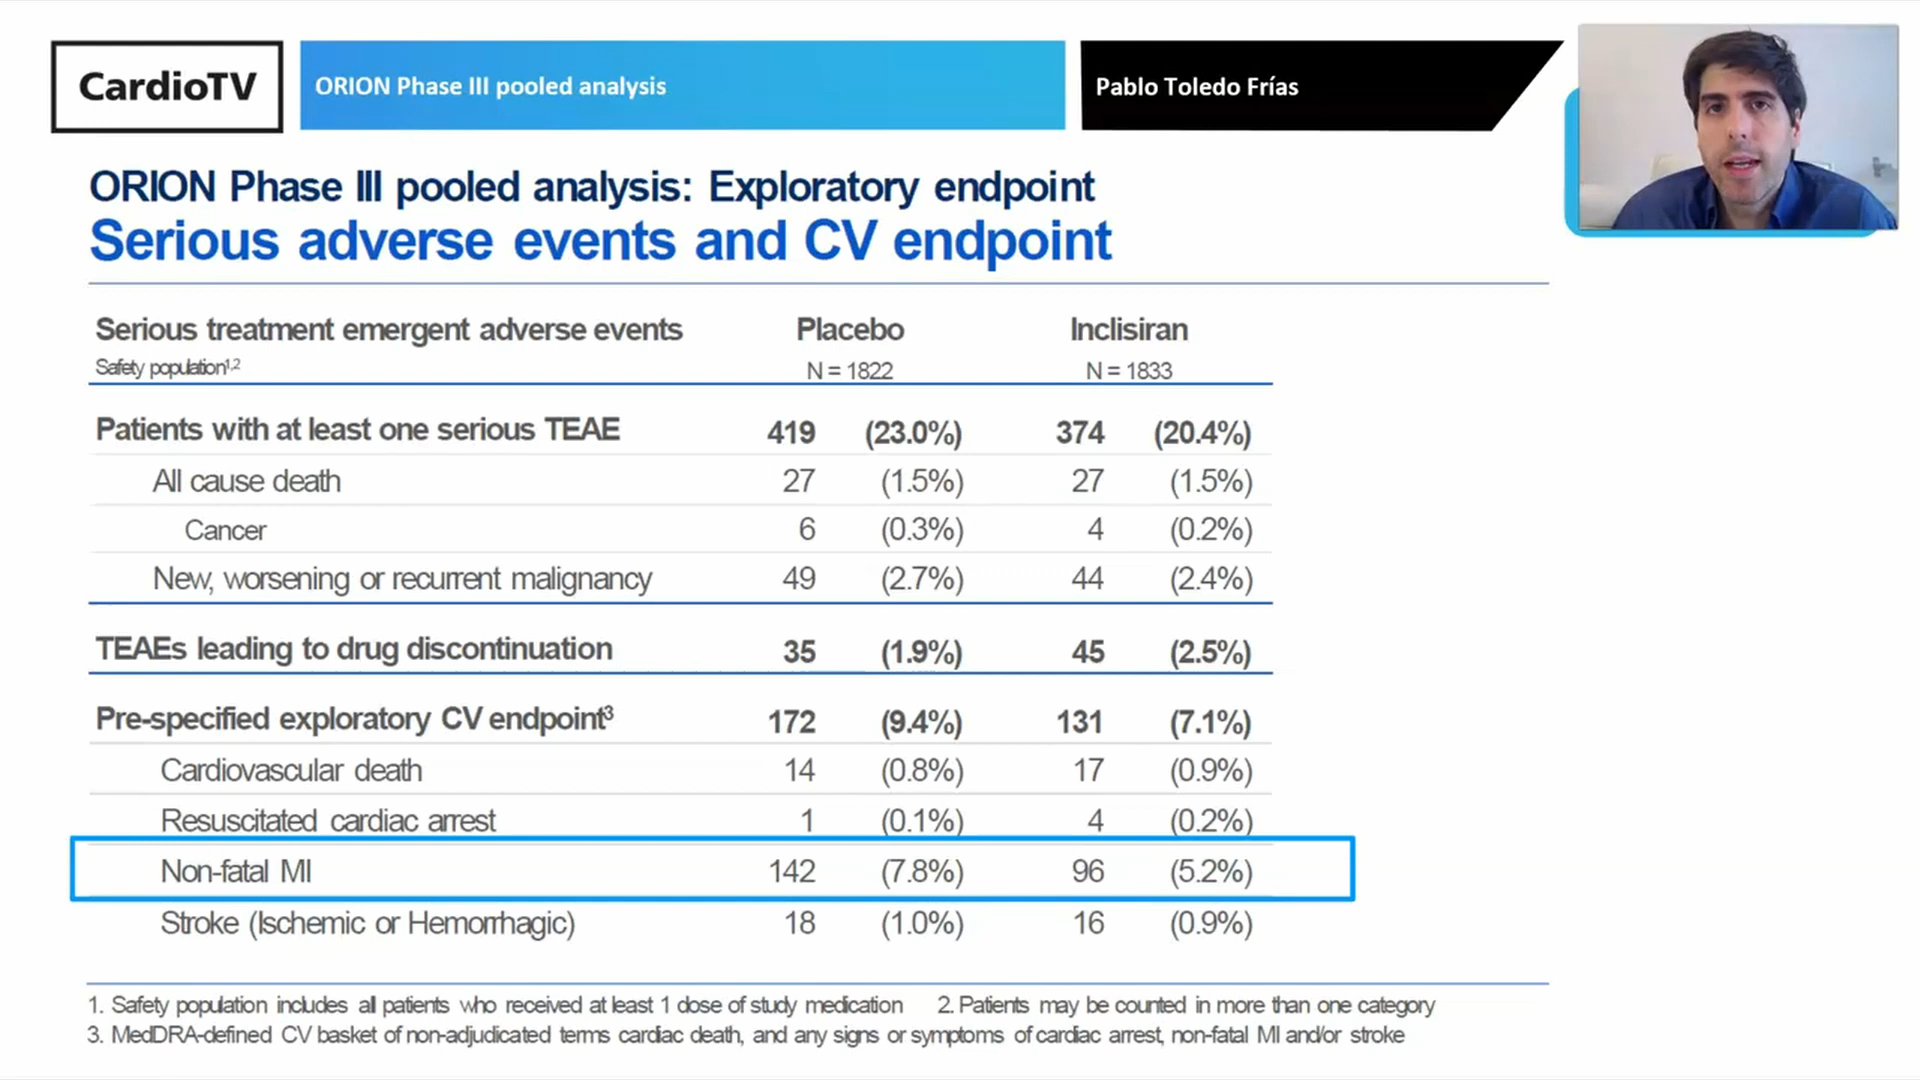 CardioTV
ORION Phase III pooled analysis
Pablo Toledo Frías
ORION Phase III pooled analysis: Exploratory endpoint
Serious adverse events and CV endpoint
Serious treatment emergent adverse events Placebo Inclisiran
Safety population1,2 N = 1822 N = 1833
Patients with at least one serious TEAE 419 (23.0%) 374 (20.4%)
All cause death 27 (1.5%) 27 (1.5%)
Cancer 6 (0.3%) 4 (0.2%)
New, worsening or recurrent malignancy 49 (2.7%) 44 (2.4%)
TEAEs leading to drug discontinuation 35 (1.9%) 45 (2.5%)
Pre-specified exploratory CV endpoint3 172 (9.4%) 131 (7.1%)
Cardiovascular death 14 (0.8%) 17 (0.9%)
Resuscitated cardiac arrest 1 (0.1%) 4 (0.2%)
Non-fatal MI 142 (7.8%) 96 (5.2%)
Stroke (Ischemic or Hemorrhagic) 18 (1.0%) 16 (0.9%)
1. Safety population includes all patients who received at least 1 dose of study medication 2. Patients may be counted in more than one category
3. MedDRA-defined CV basket of non-adjudicated terms cardiac death, and any signs or symptoms of cardiac arrest, non-fatal MI and/or stroke